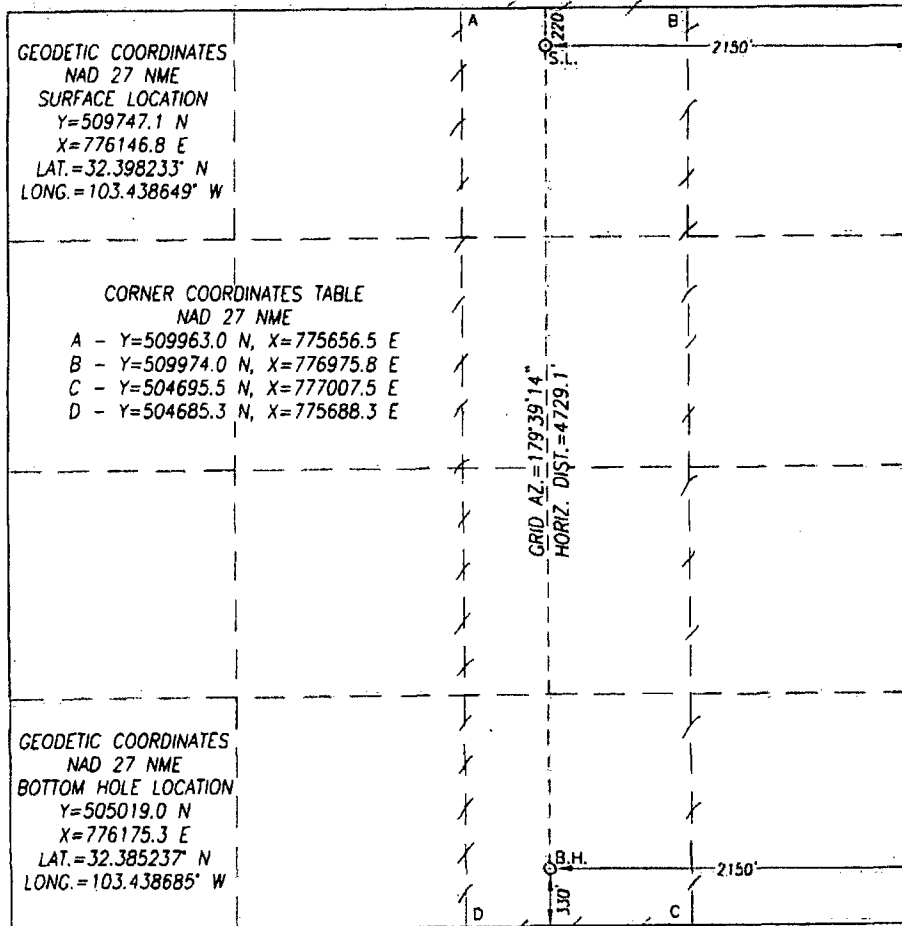 A
B
220'
2150'
S.L.
GEODETIC COORDINATES
NAD 27 NME
SURFACE LOCATION
Y=509747.1 N
X=776146.8 E
LAT.=32.398233° N
LONG.=103.438649° W
CORNER COORDINATES TABLE
NAD 27 NME
A - Y=509963.0 N, X=775656.5 E
B - Y=509974.0 N, X=776975.8 E
C - Y=504695.5 N, X=777007.5 E
D - Y=504685.3 N, X=775688.3 E
GRID AZ.=179°39'14"
HORIZ. DIST.=4729.1'
GEODETIC COORDINATES
NAD 27 NME
BOTTOM HOLE LOCATION
Y=505019.0 N
X=776175.3 E
LAT.=32.385237° N
LONG.=103.438685° W
B.H.
2150'
330'
D
C